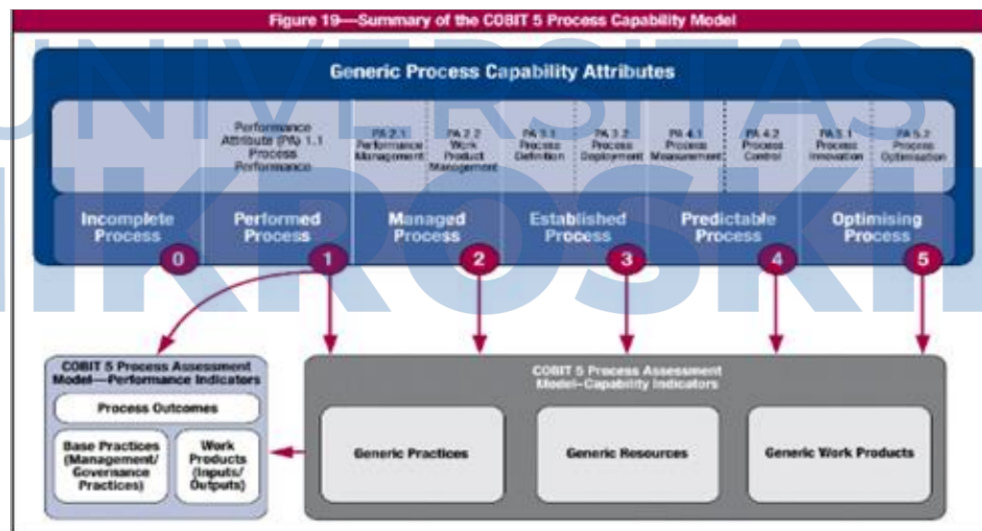 Figure 19—Summary of the COBIT 5 Process Capability Model
UNIVERSITAS
MIKROSKIL
Generic Process Capability Attributes
Performance
Attribute (PA) 1.1
Process
Performance
PA 2.1
Performance
Management
PA 2.2
Work
Product
Management
PA 3.1
Process
Definition
PA 3.2
Process
Deployment
PA 4.1
Process
Measurement
PA 4.2
Process
Control
PA 5.1
Process
Innovation
PA 5.2
Process
Optimisation
Incomplete
Process
Performed
Process
Managed
Process
Established
Process
Predictable
Process
Optimising
Process
0
1
2
3
4
5
COBIT 5 Process Assessment
Model—Performance Indicators
Process Outcomes
Base Practices
(Management/
Governance
Practices)
Work
Products
(Inputs/
Outputs)
COBIT 5 Process Assessment
Model–Capability Indicators
Generic Practices
Generic Resources
Generic Work Products